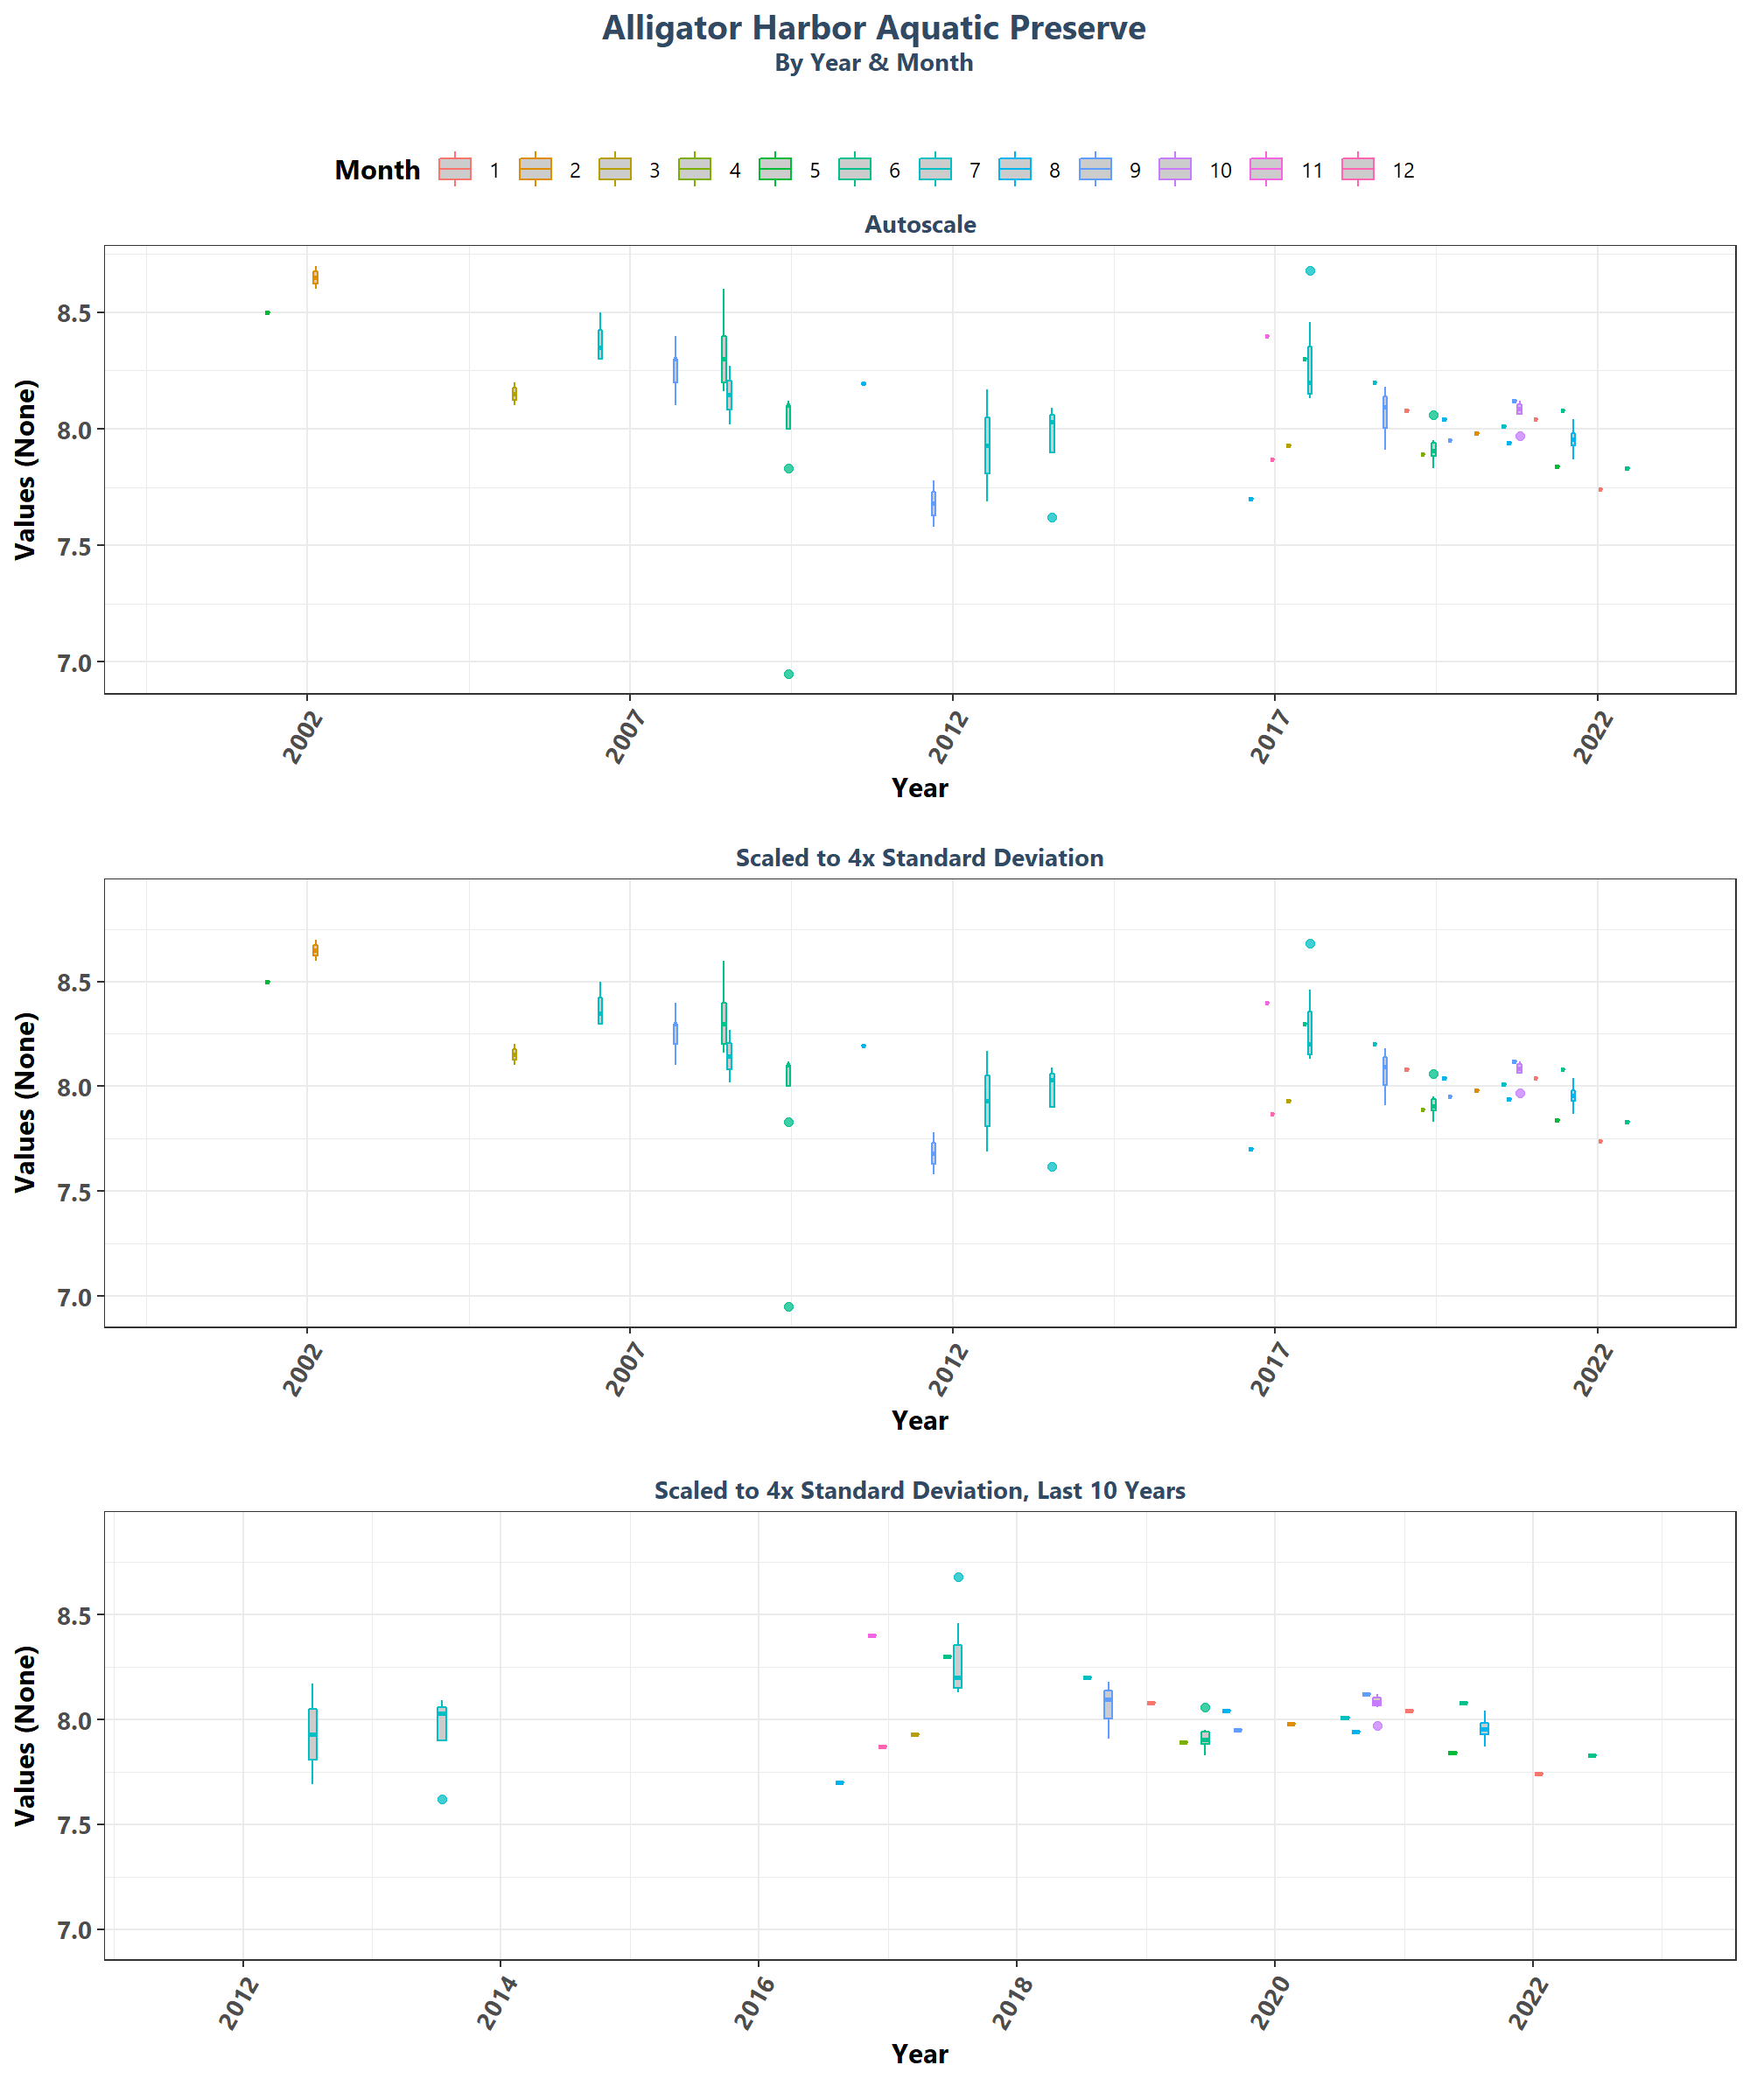 Alligator Harbor Aquatic Preserve
By Year & Month
Month 1 2 3 4 5 6 7 8 9 10 11 12
Autoscale
Values (None)
8.5
8.0
7.5
7.0
2002 2007 2012 2017 2022
Year
Scaled to 4x Standard Deviation
Values (None)
8.5
8.0
7.5
7.0
2002 2007 2012 2017 2022
Year
Scaled to 4x Standard Deviation, Last 10 Years
Values (None)
8.5
8.0
7.5
7.0
2012 2014 2016 2018 2020 2022
Year